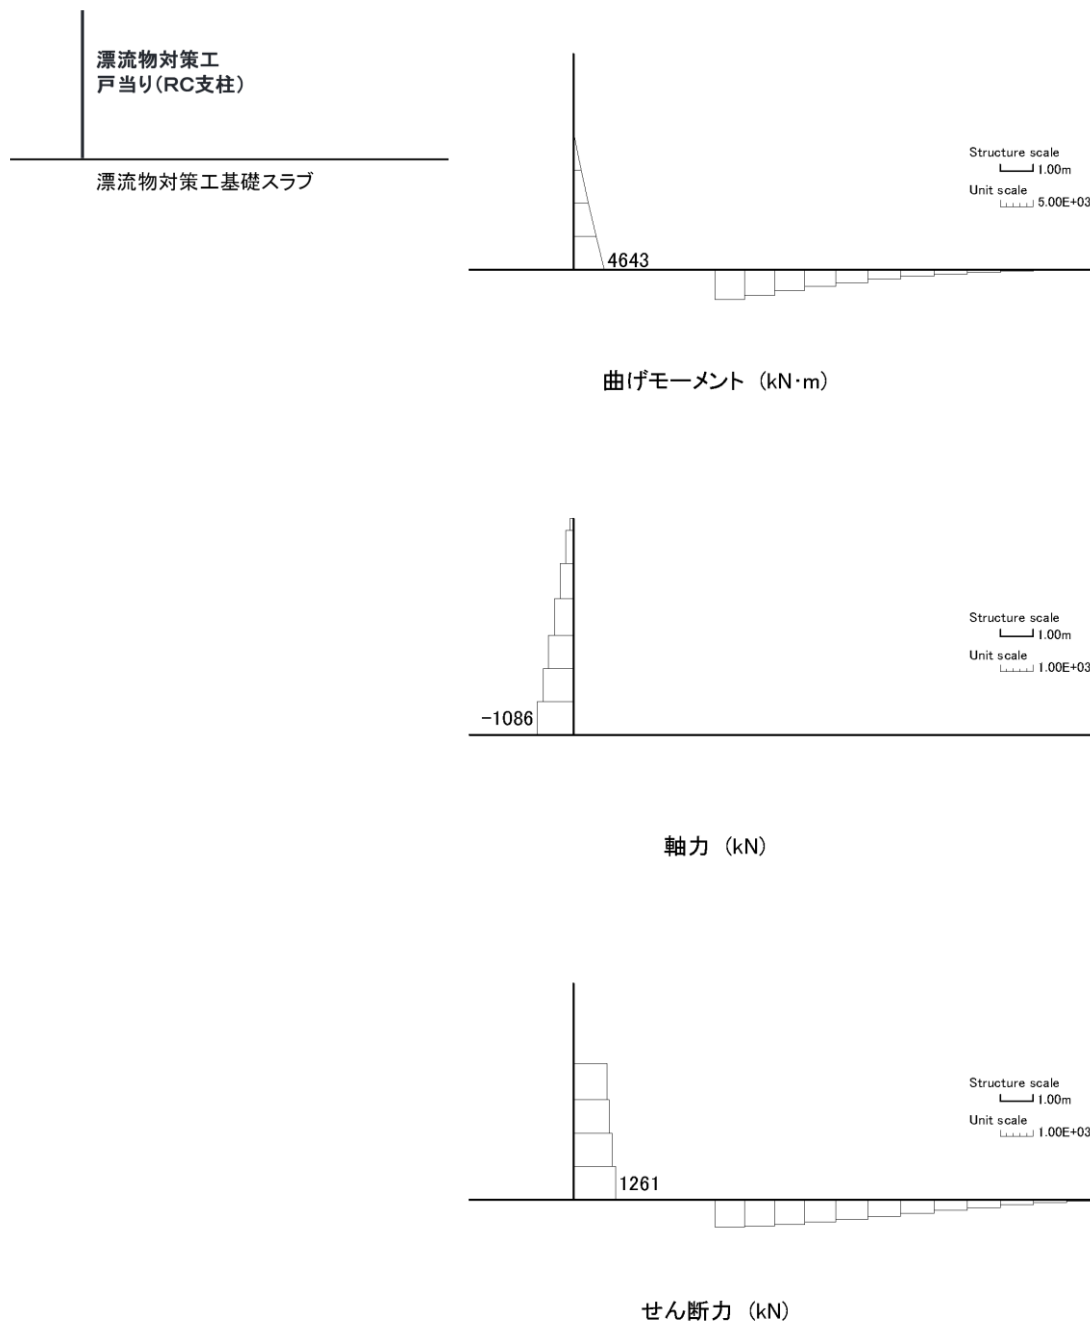 漂流物対策工
戸当り(RC支柱)
漂流物対策工基礎スラブ
Structure scale
1.00m
Unit scale
5.00E+03
4643
曲げモーメント (kN·m)
Structure scale
1.00m
Unit scale
1.00E+03
-1086
軸力 (kN)
Structure scale
1.00m
Unit scale
1.00E+03
1261
せん断力 (kN)